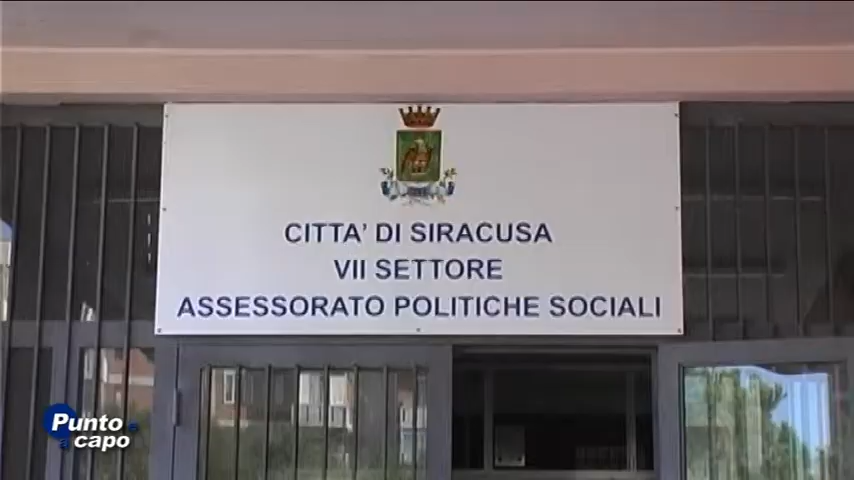 CITTA' DI SIRACUSA
VII SETTORE
ASSESSORATO POLITICHE SOCIALI
Punto e
a capo